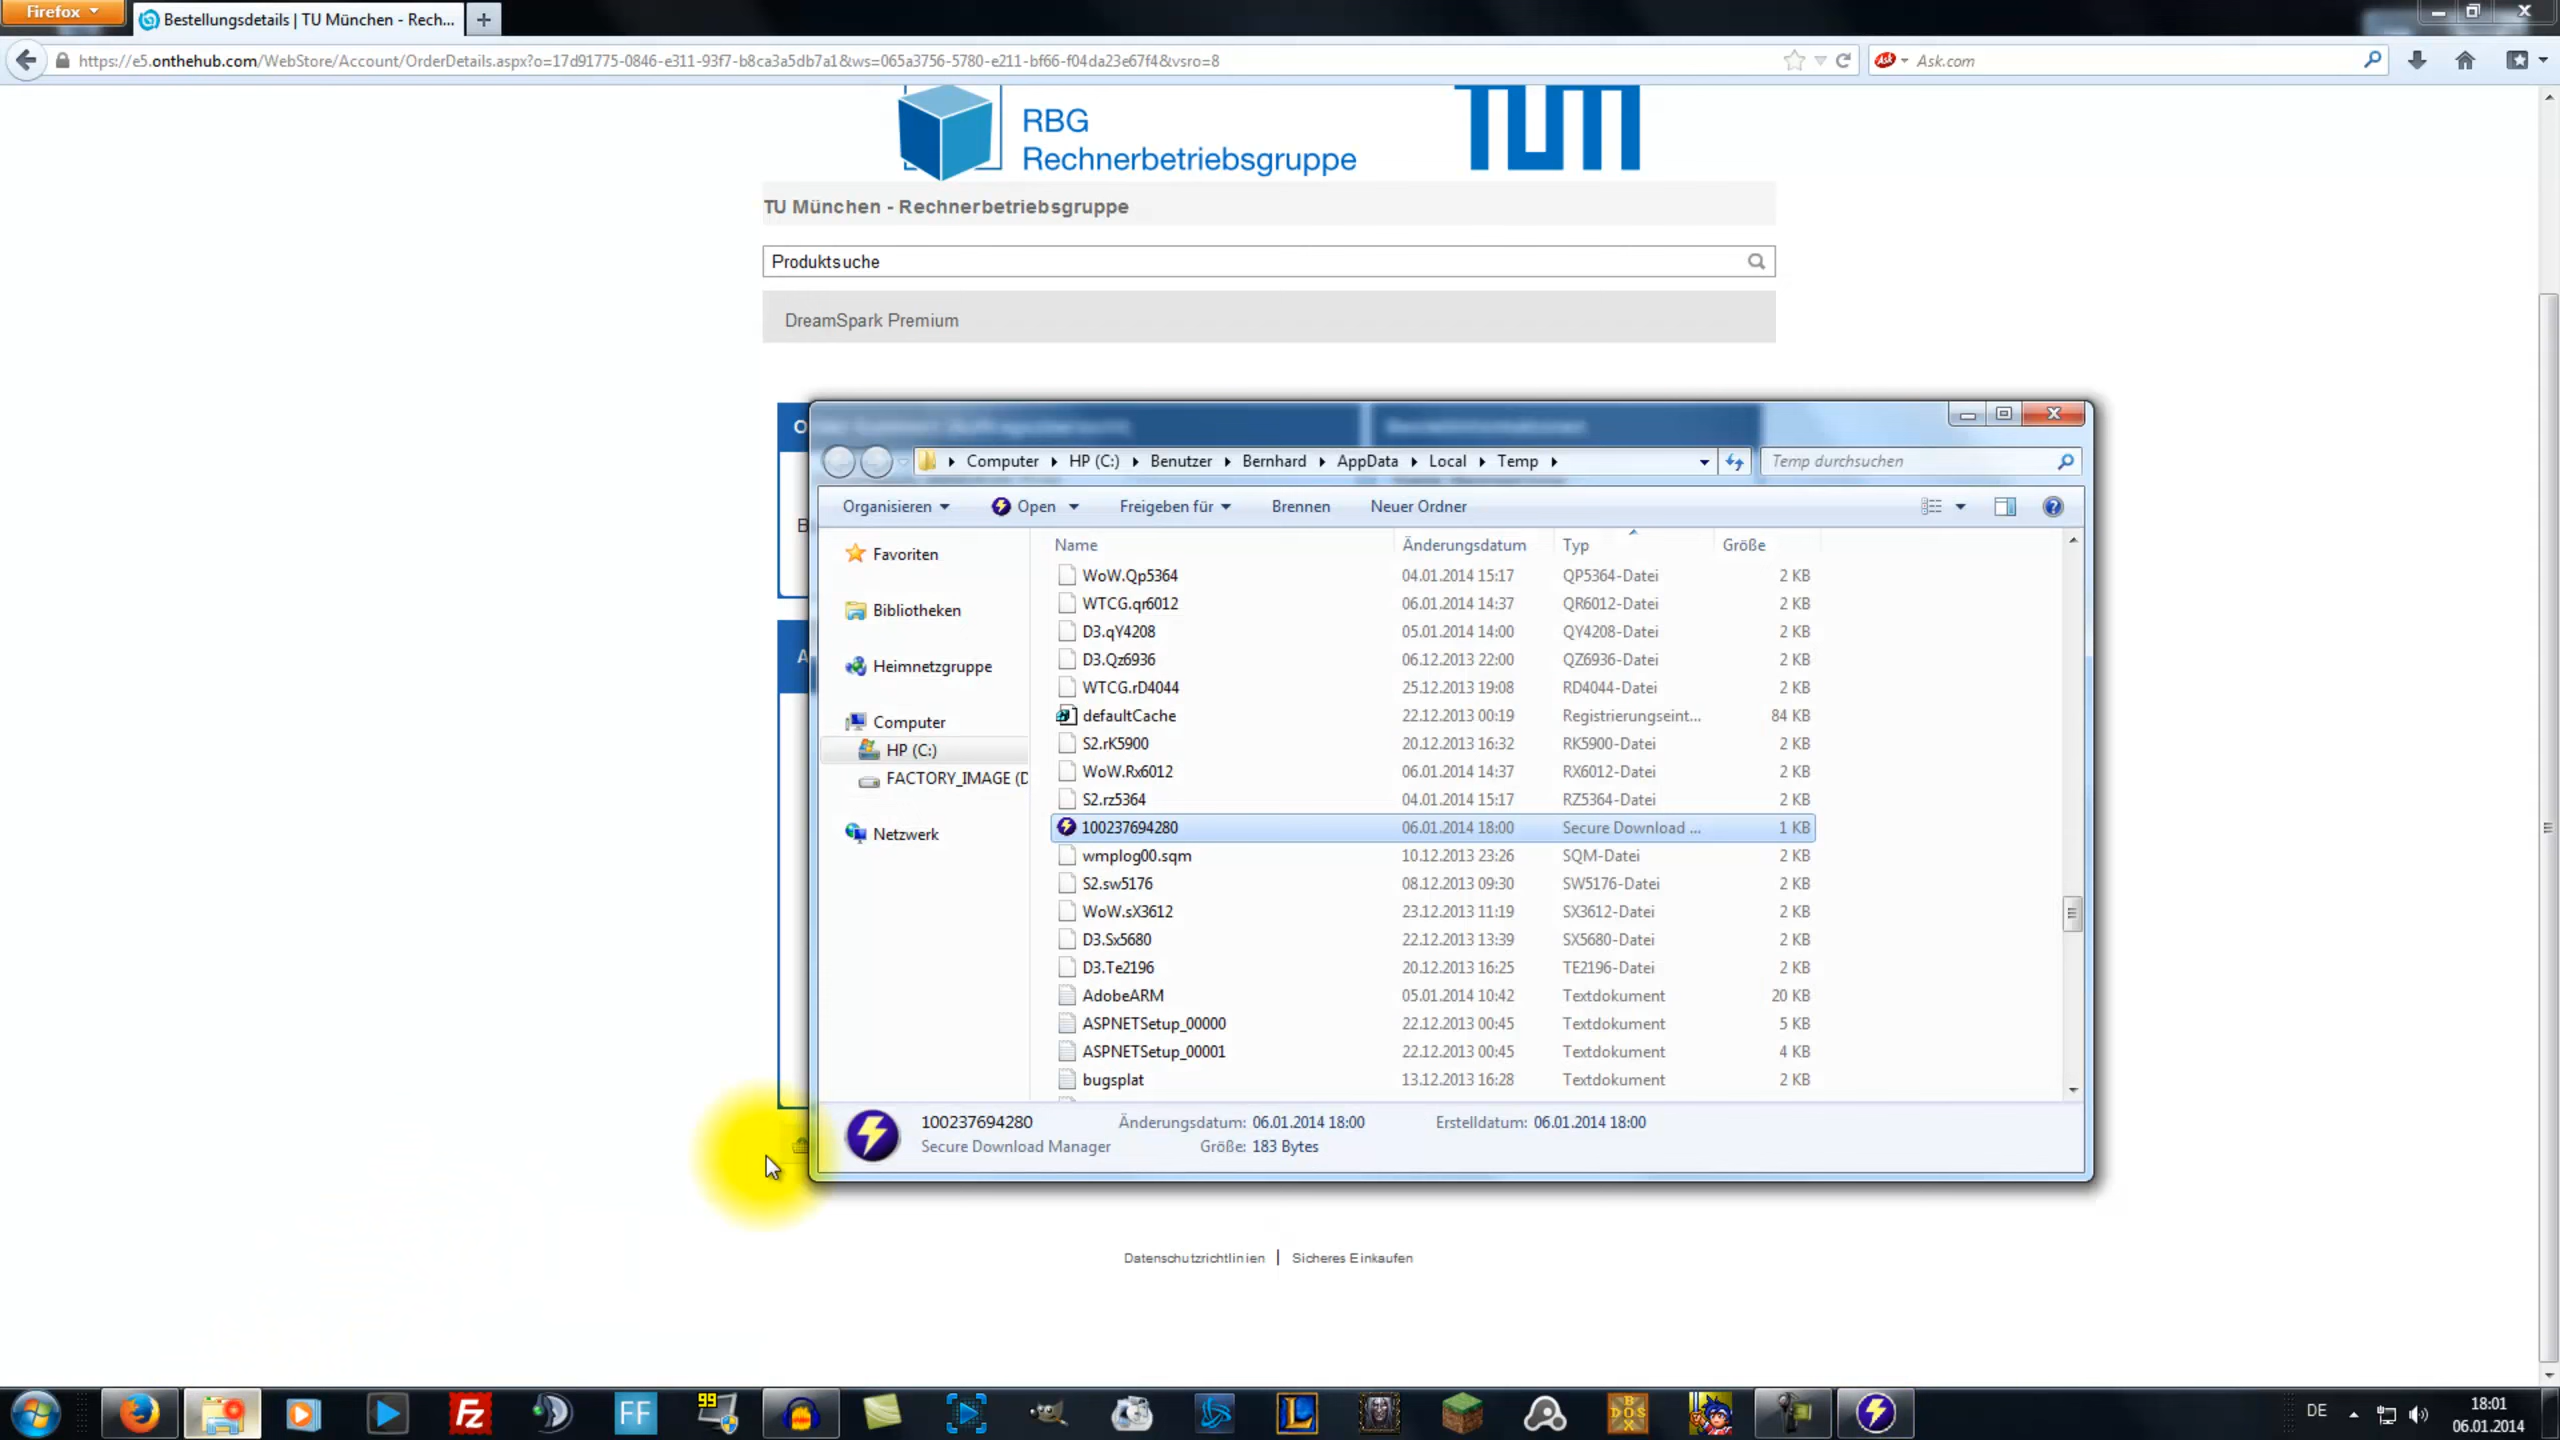 Firefox
Bestellungsdetails | TU München - Rech...
https://e5.onthehub.com/WebStore/Account/OrderDetails.aspx?o=17d91775-0846-e311-93f7-b8ca3a5db7a1&ws=065a3756-5780-e211-bf66-f04da23e67f4&vsro=8
Ask
Ask.com
RBG
Rechnerbetriebsgruppe
TUM
TU München - Rechnerbetriebsgruppe
Produktsuche
DreamSpark Premium
Computer HP (C:) Benutzer Bernhard AppData Local Temp
Temp durchsuchen
Organisieren Open Freigeben für Brennen Neuer Ordner
Favoriten
Bibliotheken
Heimnetzgruppe
Computer
HP (C:)
FACTORY_IMAGE (D
Netzwerk
Name Änderungsdatum Typ Größe
WoW.Qp5364 04.01.2014 15:17 QP5364-Datei 2 KB
WTCG.qr6012 06.01.2014 14:37 QR6012-Datei 2 KB
D3.qY4208 05.01.2014 14:00 QY4208-Datei 2 KB
D3.Qz6936 06.12.2013 22:00 QZ6936-Datei 2 KB
WTCG.rD4044 25.12.2013 19:08 RD4044-Datei 2 KB
defaultCache 22.12.2013 00:19 Registrierungseint... 84 KB
S2.rK5900 20.12.2013 16:32 RK5900-Datei 2 KB
WoW.Rx6012 06.01.2014 14:37 RX6012-Datei 2 KB
S2.rz5364 04.01.2014 15:17 RZ5364-Datei 2 KB
100237694280 06.01.2014 18:00 Secure Download ... 1 KB
wmplog00.sqm 10.12.2013 23:26 SQM-Datei 2 KB
S2.sw5176 08.12.2013 09:30 SW5176-Datei 2 KB
WoW.sX3612 23.12.2013 11:19 SX3612-Datei 2 KB
D3.Sx5680 22.12.2013 13:39 SX5680-Datei 2 KB
D3.Te2196 20.12.2013 16:25 TE2196-Datei 2 KB
AdobeARM 05.01.2014 10:42 Textdokument 20 KB
ASPNETSetup_00000 22.12.2013 00:45 Textdokument 5 KB
ASPNETSetup_00001 22.12.2013 00:45 Textdokument 4 KB
bugsplat 13.12.2013 16:28 Textdokument 2 KB
100237694280 Änderungsdatum: 06.01.2014 18:00 Erstelldatum: 06.01.2014 18:00
Secure Download Manager Größe: 183 Bytes
Datenschutzrichtlinien | Sicheres Einkaufen
FZ
FF
99
L
DOS
BOX
DE
18:01
06.01.2014